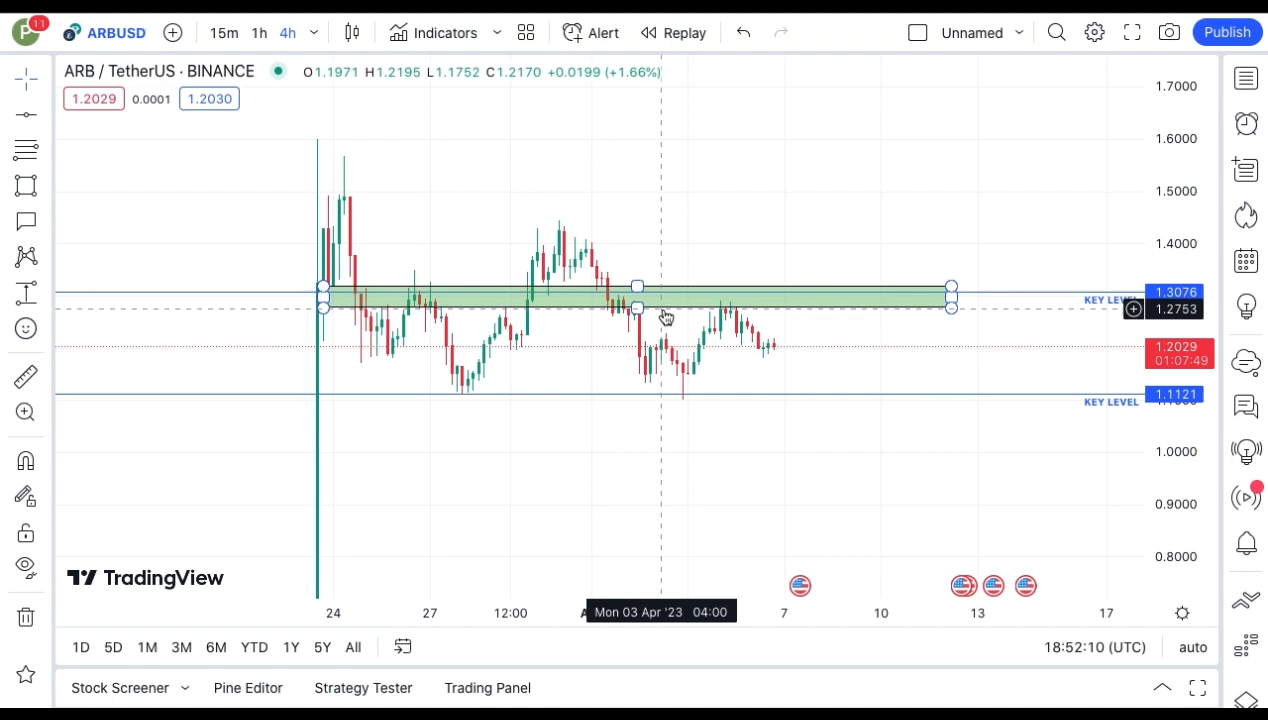 P 11 ARBUSD 15m 1h 4h Indicators Alert Replay Unnamed Publish
ARB / TetherUS · BINANCE O1.1971 H1.2195 L1.1752 C1.2170 +0.0199 (+1.66%)
1.2029 0.0001 1.2030
1.7000
1.6000
1.5000
1.4000
KEY 1.3076
1.2753
1.2029
01:07:49
1.1121
KEY LEVEL
1.0000
0.9000
0.8000
TradingView
24 27 12:00 Mon 03 Apr '23 04:00 7 10 13 17
1D 5D 1M 3M 6M YTD 1Y 5Y All 18:52:10 (UTC) auto
Stock Screener Pine Editor Strategy Tester Trading Panel